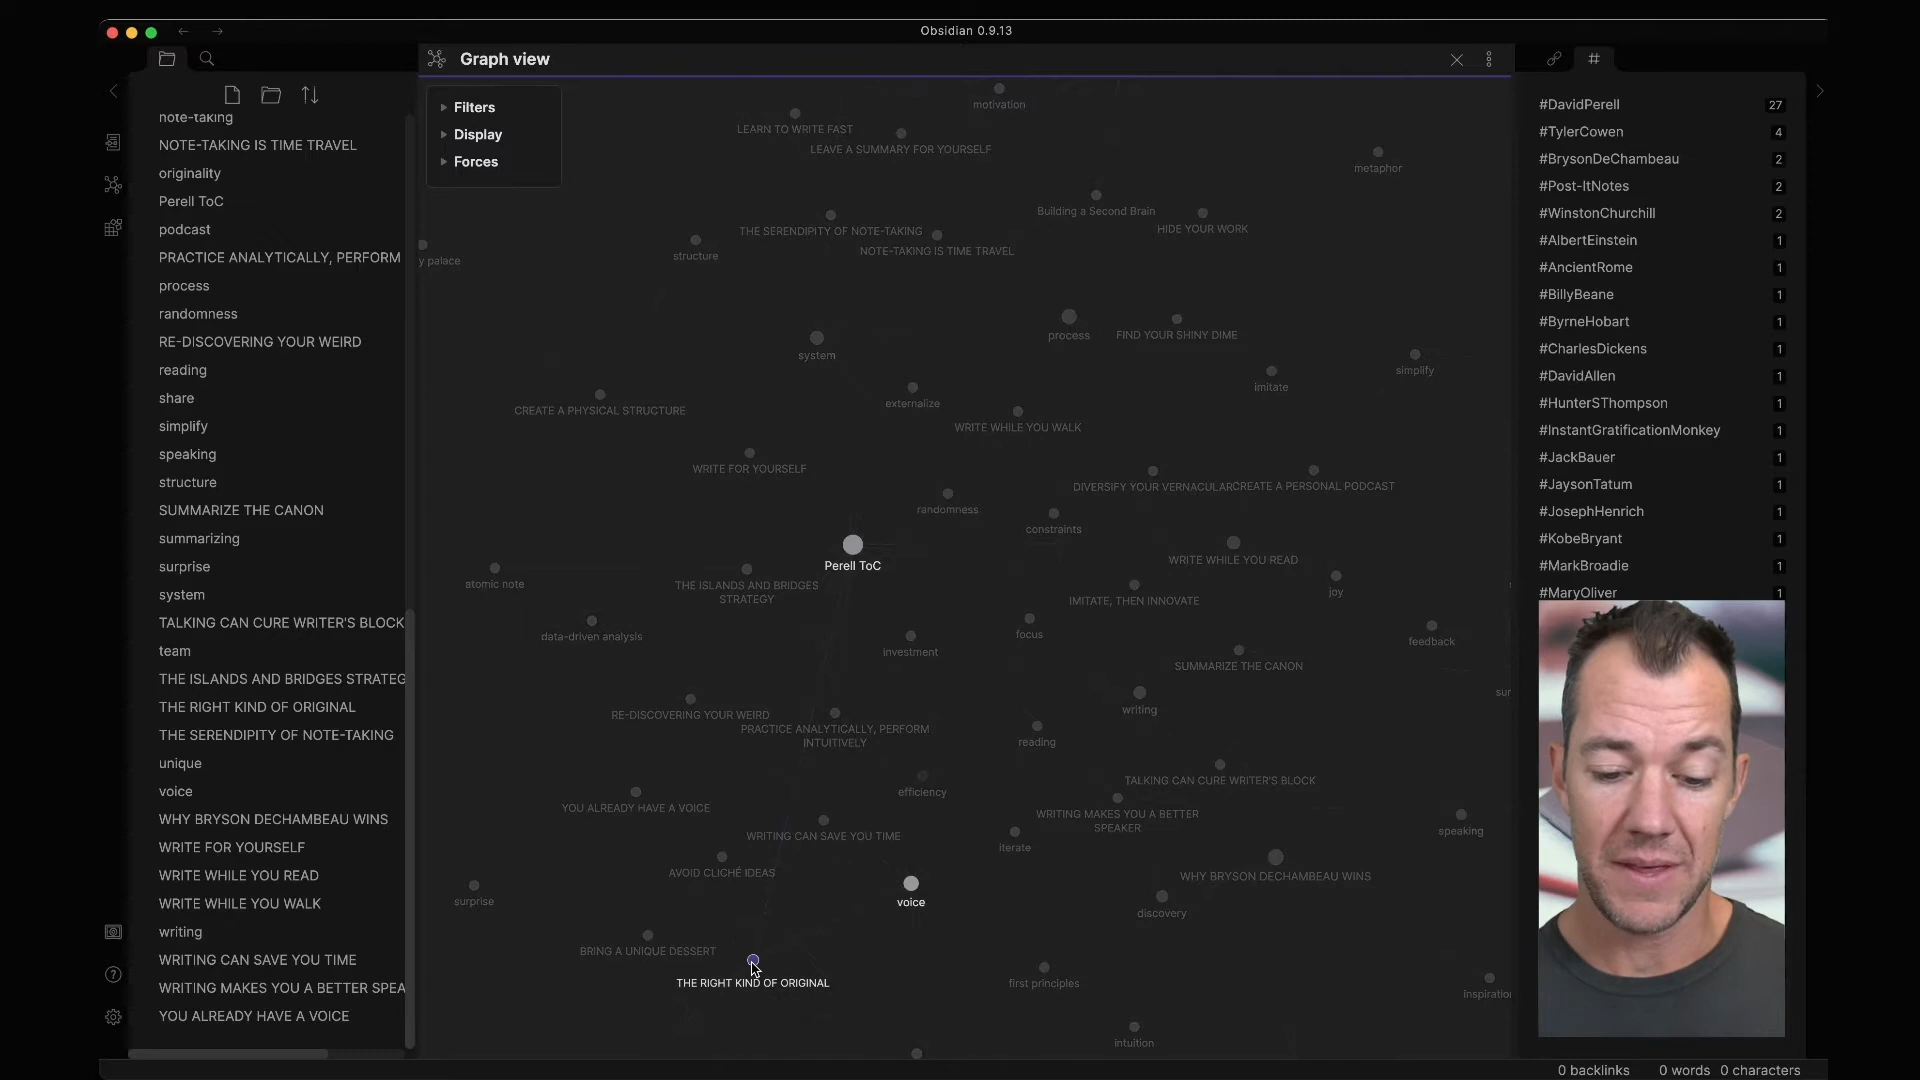 Obsidian 0.9.13
Graph view
note-taking
NOTE-TAKING IS TIME TRAVEL
originality
Perell ToC
podcast
PRACTICE ANALYTICALLY, PERFORM
process
randomness
RE-DISCOVERING YOUR WEIRD
reading
share
simplify
speaking
structure
SUMMARIZE THE CANON
summarizing
surprise
system
TALKING CAN CURE WRITER'S BLOCK
team
THE ISLANDS AND BRIDGES STRATEG
THE RIGHT KIND OF ORIGINAL
THE SERENDIPITY OF NOTE-TAKING
unique
voice
WHY BRYSON DECHAMBEAU WINS
WRITE FOR YOURSELF
WRITE WHILE YOU READ
WRITE WHILE YOU WALK
writing
WRITING CAN SAVE YOU TIME
WRITING MAKES YOU A BETTER SPEA
YOU ALREADY HAVE A VOICE
Filters
Display
Forces
motivation
LEARN TO WRITE FAST
LEAVE A SUMMARY FOR YOURSELF
metaphor
Building a Second Brain
HIDE YOUR WORK
THE SERENDIPITY OF NOTE-TAKING
NOTE-TAKING IS TIME TRAVEL
structure
y palace
process
FIND YOUR SHINY DIME
system
simplify
imitate
externalize
CREATE A PHYSICAL STRUCTURE
WRITE WHILE YOU WALK
WRITE FOR YOURSELF
DIVERSIFY YOUR VERNACULAR
CREATE A PERSONAL PODCAST
randomness
constraints
Perell ToC
WRITE WHILE YOU READ
atomic note
THE ISLANDS AND BRIDGES
STRATEGY
IMITATE, THEN INNOVATE
joy
data-driven analysis
focus
feedback
investment
SUMMARIZE THE CANON
sur
writing
RE-DISCOVERING YOUR WEIRD
PRACTICE ANALYTICALLY, PERFORM
INTUITIVELY
reading
TALKING CAN CURE WRITER'S BLOCK
efficiency
YOU ALREADY HAVE A VOICE
WRITING MAKES YOU A BETTER
SPEAKER
WRITING CAN SAVE YOU TIME
speaking
iterate
AVOID CLICHÉ IDEAS
WHY BRYSON DECHAMBEAU WINS
surprise
voice
discovery
BRING A UNIQUE DESSERT
THE RIGHT KIND OF ORIGINAL
first principles
inspiratio
intuition
#DavidPerell 27
#TylerCowen 4
#BrysonDeChambeau 2
#Post-ItNotes 2
#WinstonChurchill 2
#AlbertEinstein 1
#AncientRome 1
#BillyBeane 1
#ByrneHobart 1
#CharlesDickens 1
#DavidAllen 1
#HunterSThompson 1
#InstantGratificationMonkey 1
#JackBauer 1
#JaysonTatum 1
#JosephHenrich 1
#KobeBryant 1
#MarkBroadie 1
#MaryOliver 1
0 backlinks 0 words 0 characters